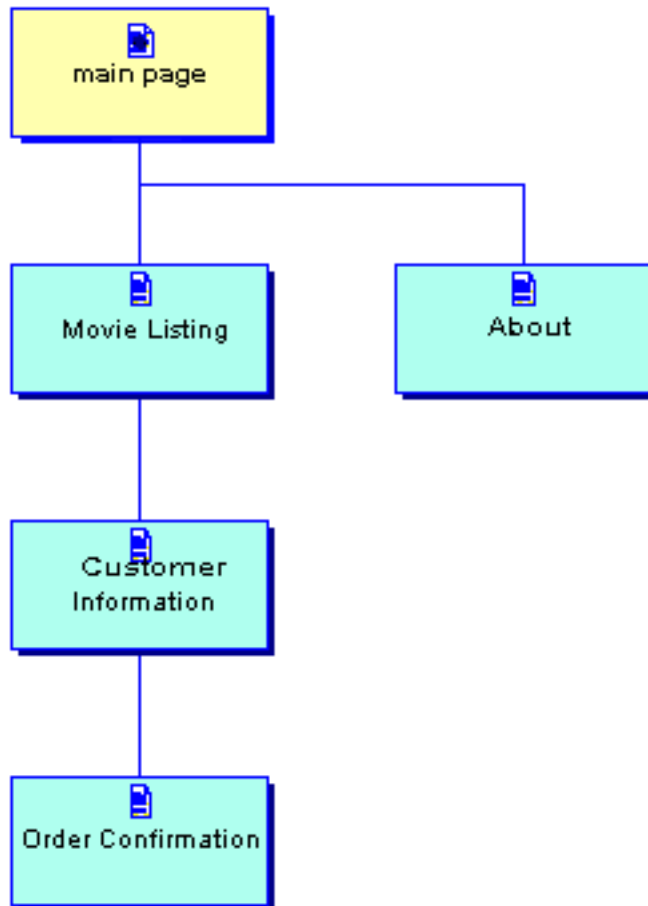 main page
Movie Listing
About
Customer
Information
Order Confirmation